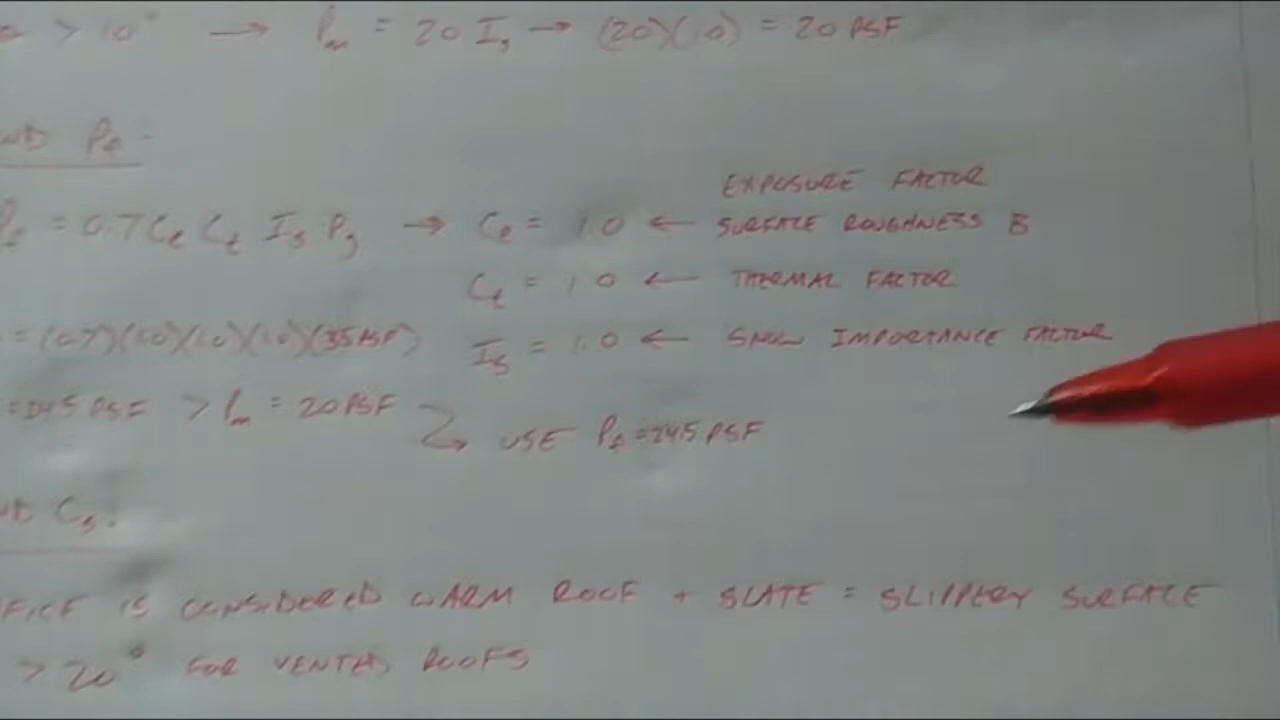 > 10° → Pm = 20 Is → (20)(1.0) = 20 PSF
Pf -
EXPOSURE FACTOR
Pf = 0.7 Ce Ct Is Pg → Ce = 1.0 ← SURFACE ROUGHNESS B
Ct = 1.0 ← THERMAL FACTOR
= (0.7)(1.0)(1.0)(1.0)(35 PSF) Is = 1.0 ← SNOW IMPORTANCE FACTOR
= 24.5 PSF > Pm = 20 PSF
USE Pf = 24.5 PSF
Cs.
IS CONSIDERED WARM ROOF + SLATE = SLIPPERY SURFACE
> 20° FOR VENTED ROOFS